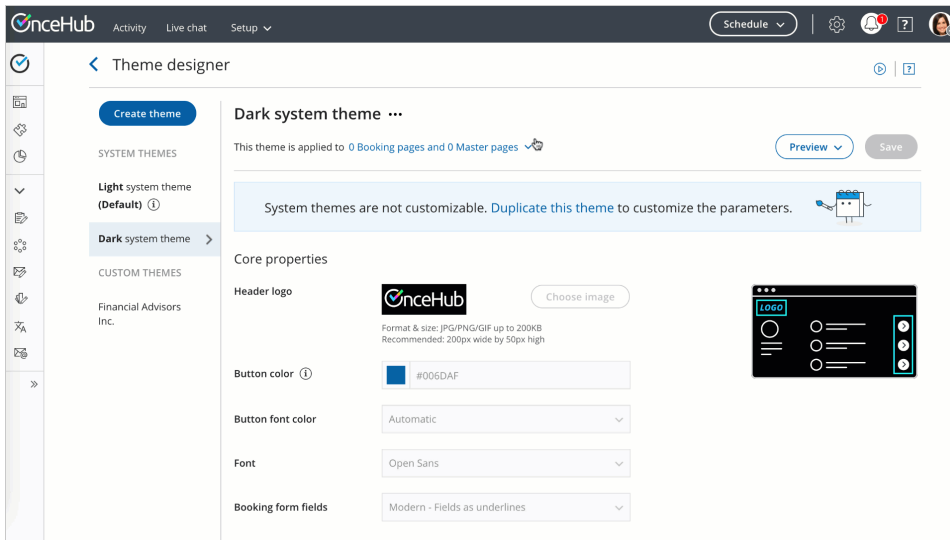 OnceHub
Activity
Live chat
Setup
Schedule
1
?
Theme designer
?
Create theme
SYSTEM THEMES
Light system theme
(Default) i
Dark system theme
CUSTOM THEMES
Financial Advisors
Inc.
Dark system theme
This theme is applied to 0 Booking pages and 0 Master pages
Preview
Save
System themes are not customizable. Duplicate this theme to customize the parameters.
Core properties
Header logo
OnceHub
Choose image
Format & size: JPG/PNG/GIF up to 200KB
Recommended: 200px wide by 50px high
LOGO
Button color i
#006DAF
Button font color
Automatic
Font
Open Sans
Booking form fields
Modern - Fields as underlines